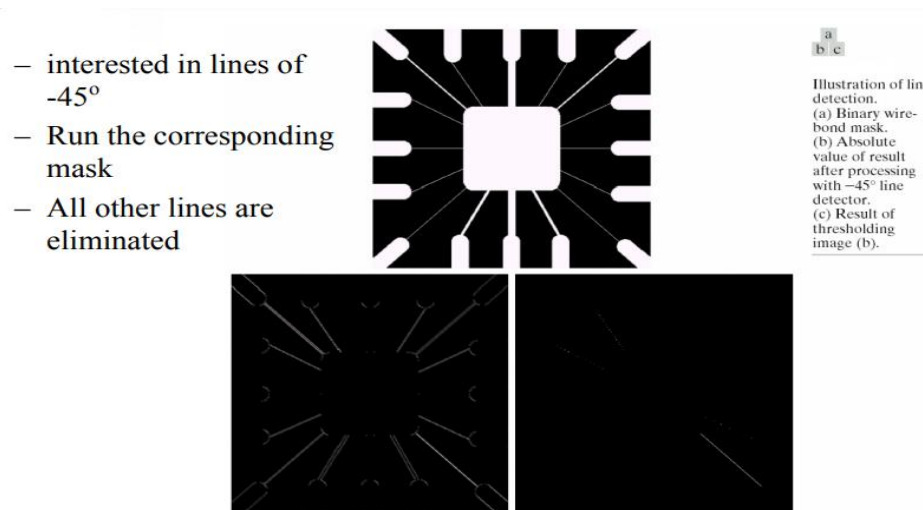 – interested in lines of
-45º
– Run the corresponding
mask
– All other lines are
eliminated
a
b c
Illustration of lin
detection.
(a) Binary wire-
bond mask.
(b) Absolute
value of result
after processing
with −45° line
detector.
(c) Result of
thresholding
image (b).